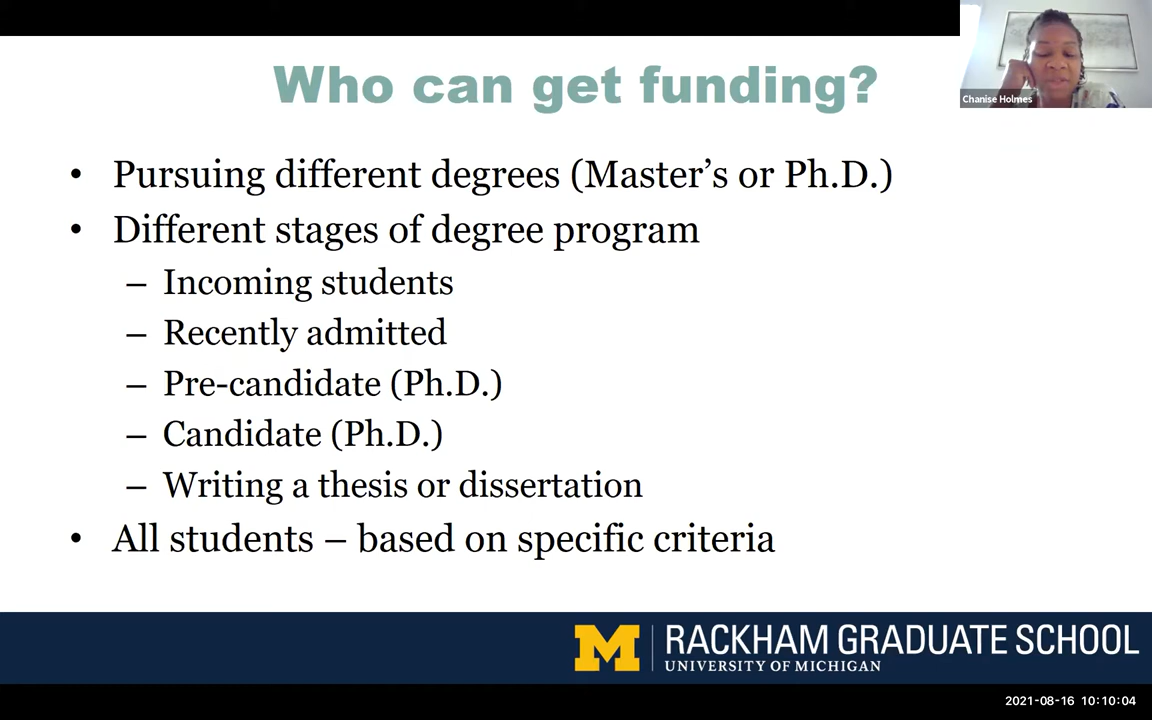 Who can get funding?
Chanise Holmes
• Pursuing different degrees (Master's or Ph.D.)
• Different stages of degree program
– Incoming students
– Recently admitted
– Pre-candidate (Ph.D.)
– Candidate (Ph.D.)
– Writing a thesis or dissertation
• All students – based on specific criteria
M
RACKHAM GRADUATE SCHOOL
UNIVERSITY OF MICHIGAN
2021-08-16 10:10:04